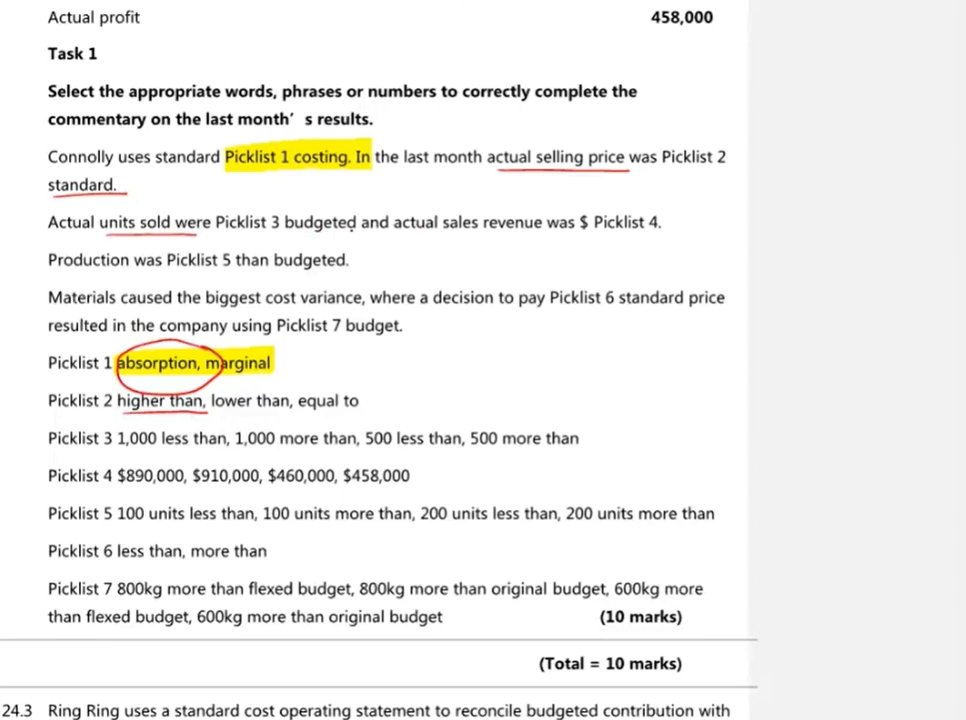 Actual profit 458,000
Task 1
Select the appropriate words, phrases or numbers to correctly complete the
commentary on the last month' s results.
Connolly uses standard Picklist 1 costing. In the last month actual selling price was Picklist 2
standard.
Actual units sold were Picklist 3 budgeted and actual sales revenue was $ Picklist 4.
Production was Picklist 5 than budgeted.
Materials caused the biggest cost variance, where a decision to pay Picklist 6 standard price
resulted in the company using Picklist 7 budget.
Picklist 1 absorption, marginal
Picklist 2 higher than, lower than, equal to
Picklist 3 1,000 less than, 1,000 more than, 500 less than, 500 more than
Picklist 4 $890,000, $910,000, $460,000, $458,000
Picklist 5 100 units less than, 100 units more than, 200 units less than, 200 units more than
Picklist 6 less than, more than
Picklist 7 800kg more than flexed budget, 800kg more than original budget, 600kg more
than flexed budget, 600kg more than original budget (10 marks)
(Total = 10 marks)
24.3 Ring Ring uses a standard cost operating statement to reconcile budgeted contribution with